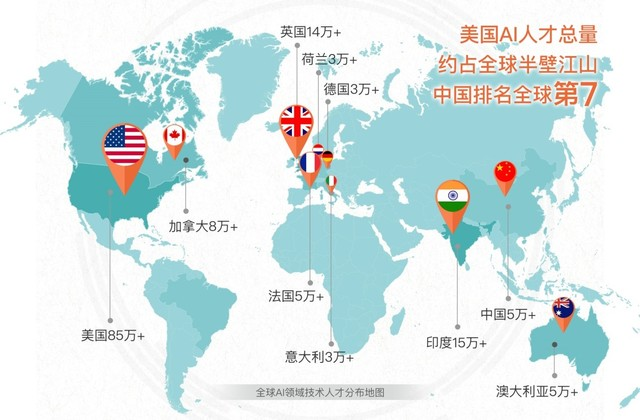 美国AI人才总量
约占全球半壁江山
中国排名全球第7
英国14万+
荷兰3万+
德国3万+
加拿大8万+
法国5万+
美国85万+
意大利3万+
印度15万+
中国5万+
澳大利亚5万+
全球AI领域技术人才分布地图